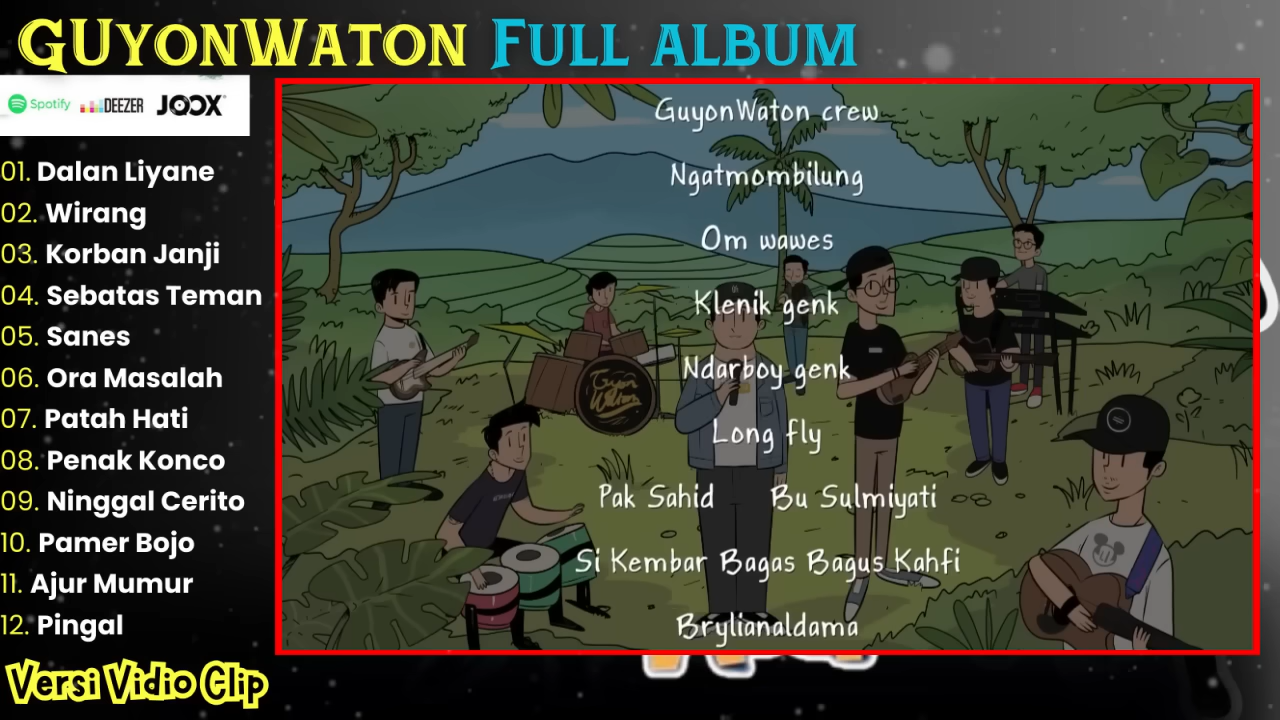 GUYONWATON FULL ALBUM
Spotify DEEZER JOOX
01. Dalan Liyane
02. Wirang
03. Korban Janji
04. Sebatas Teman
05. Sanes
06. Ora Masalah
07. Patah Hati
08. Penak Konco
09. Ninggal Cerito
10. Pamer Bojo
11. Ajur Mumur
12. Pingal
Versi Vidio Clip
GuyonWaton crew
Ngatmombilung
Om wawes
Klenik genk
Ndarboy genk
Guyon
Waton
Long fly
Pak Sahid Bu Sulmiyati
Si Kembar Bagas Bagus Kahfi
Brylianaldama